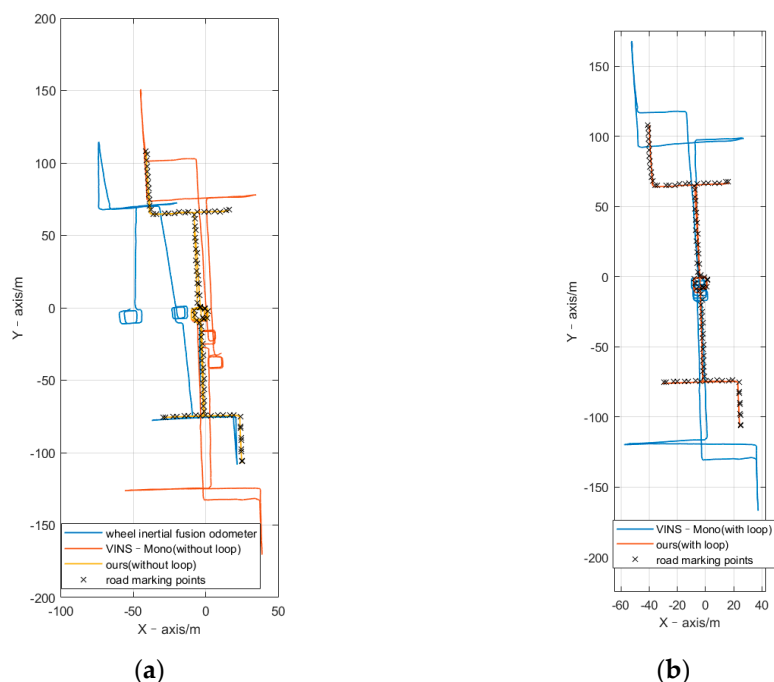 200
150
100
50
0
-50
-100
-150
-200
Y - axis/m
wheel inertial fusion odometer
VINS - Mono(without loop)
ours(without loop)
road marking points
-100
-50
0
50
X - axis/m
(a)
150
100
50
0
-50
-100
-150
-200
Y - axis/m
VINS - Mono(with loop)
ours(with loop)
road marking points
-60
-40
-20
0
20
40
X - axis/m
(b)